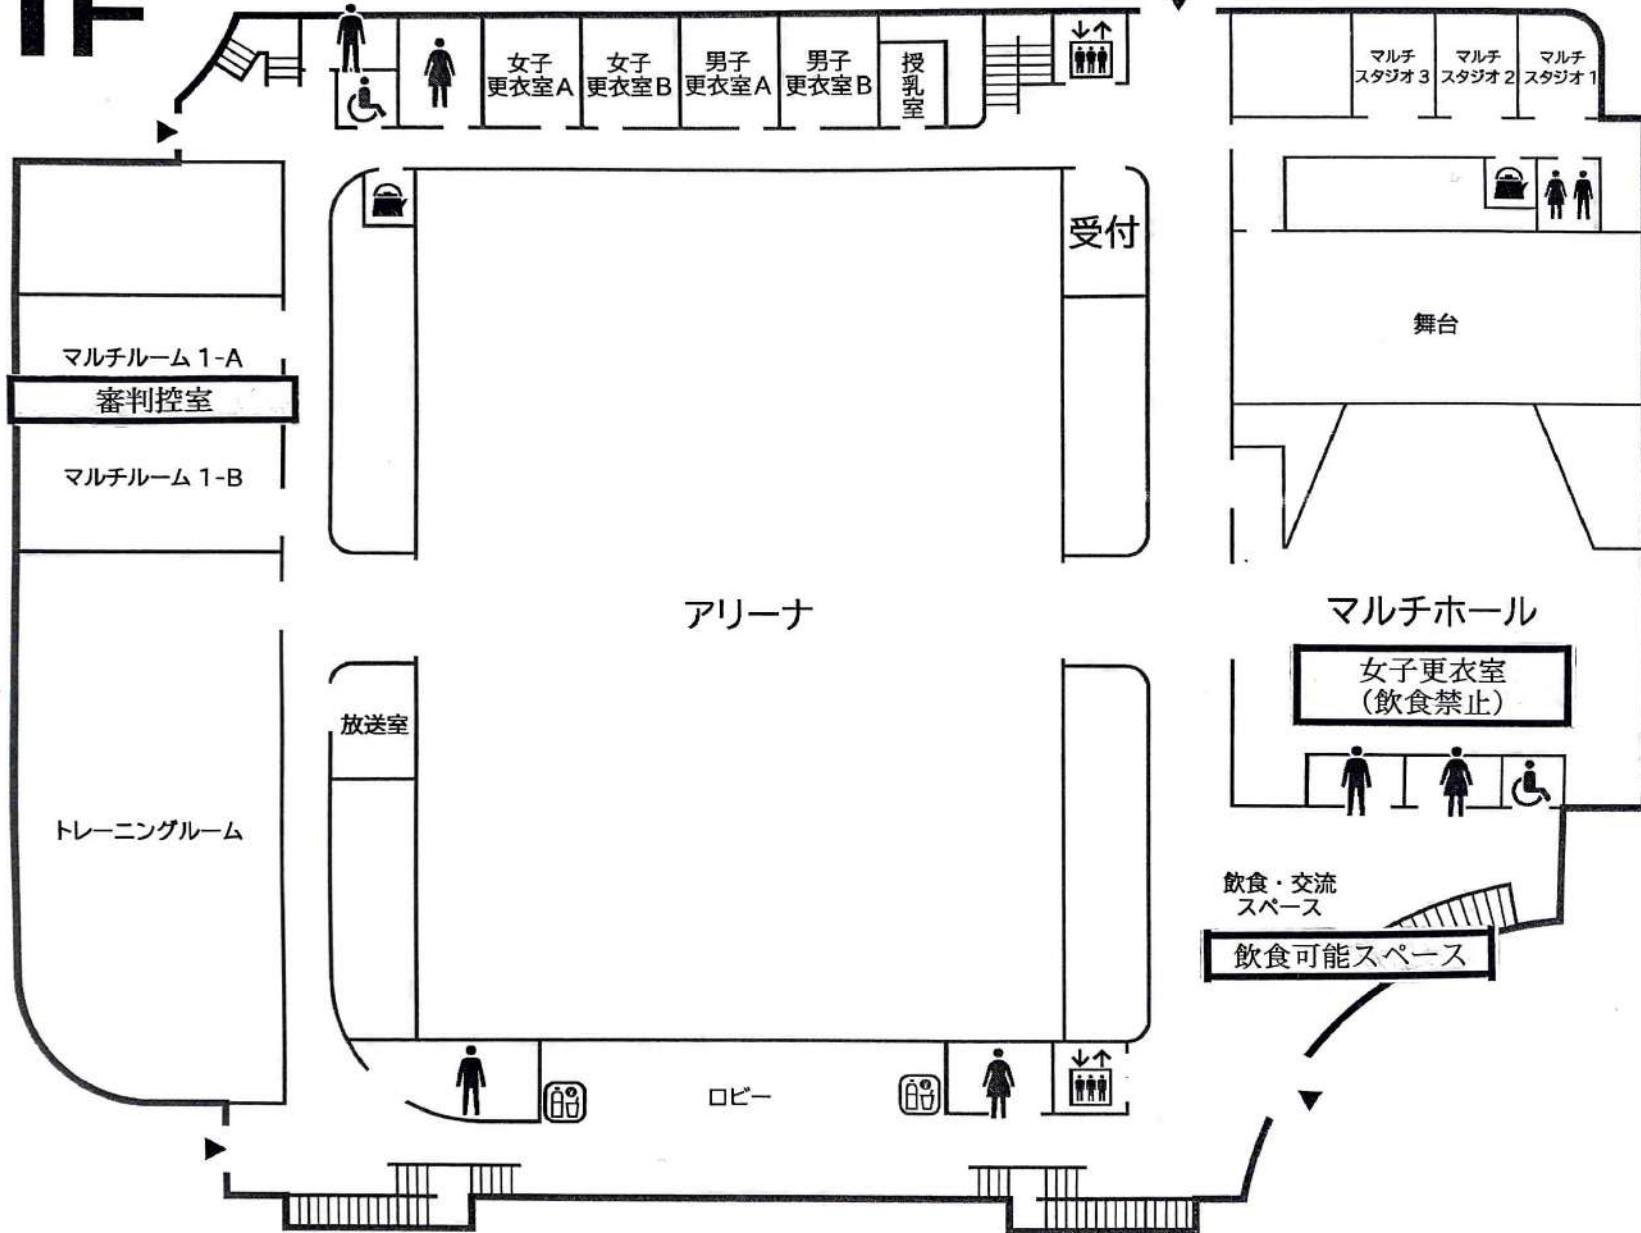 女子
更衣室A
女子
更衣室B
男子
更衣室A
男子
更衣室B
授乳室
マルチ
スタジオ3
マルチ
スタジオ2
マルチ
スタジオ1
受付
舞台
マルチルーム 1-A
審判控室
マルチルーム 1-B
アリーナ
マルチホール
女子更衣室
(飲食禁止)
放送室
トレーニングルーム
飲食・交流
スペース
飲食可能スペース
ロビー